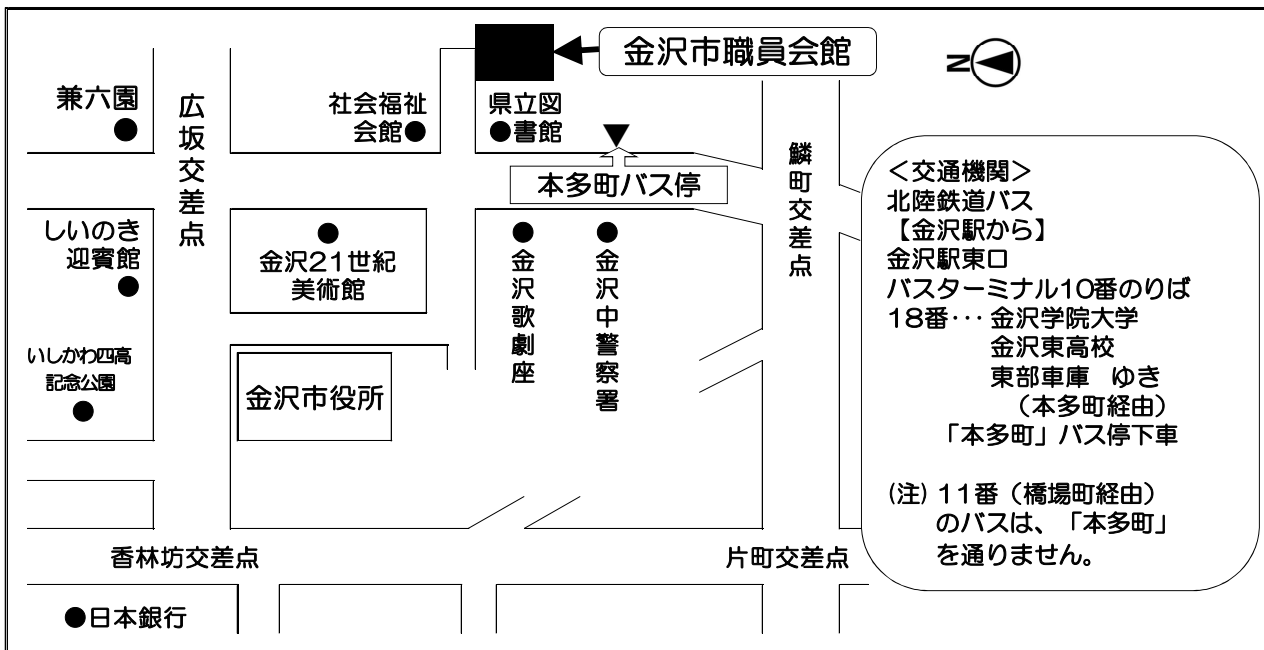 金沢市職員会館
N
兼六園
広坂交差点
社会福祉
会館
県立図
書館
本多町バス停
鱗町交差点
しいのき
迎賓館
金沢21世紀
美術館
金沢歌劇座
金沢中警察署
いしかわ四高
記念公園
金沢市役所
香林坊交差点
片町交差点
日本銀行
＜交通機関＞
北陸鉄道バス
【金沢駅から】
金沢駅東口
バスターミナル10番のりば
18番･･･金沢学院大学
金沢東高校
東部車庫　ゆき
（本多町経由）
「本多町」バス停下車
(注) 11番（橋場町経由）
のバスは、「本多町」
を通りません。